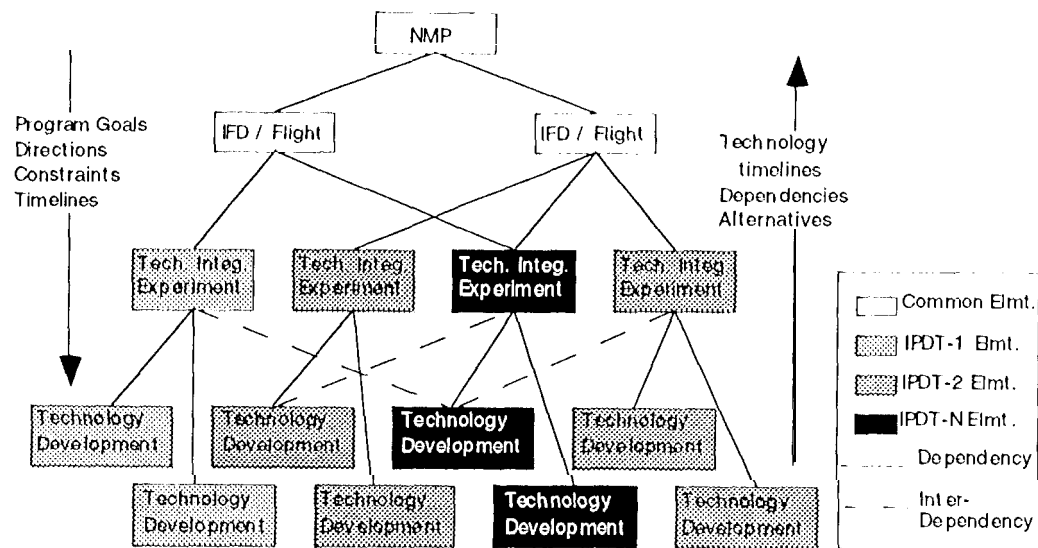 NMP
Program Goals
Directions
Constraints
Timelines
IFD / Flight
IFD / Flight
Technology
timelines
Dependencies
Alternatives
Tech. Integ.
Experiment
Tech. Integ.
Experiment
Tech. Integ.
Experiment
Tech. Integ
Experiment
Technology
Development
Technology
Development
Technology
Development
Technology
Development
Technology
Development
Technology
Development
Technology
Development
Technology
Development
Common Elmt.
IPDT-1 Elmt.
IPDT-2 Elmt.
IPDT-N Elmt.
Dependency
Inter-
Dependency